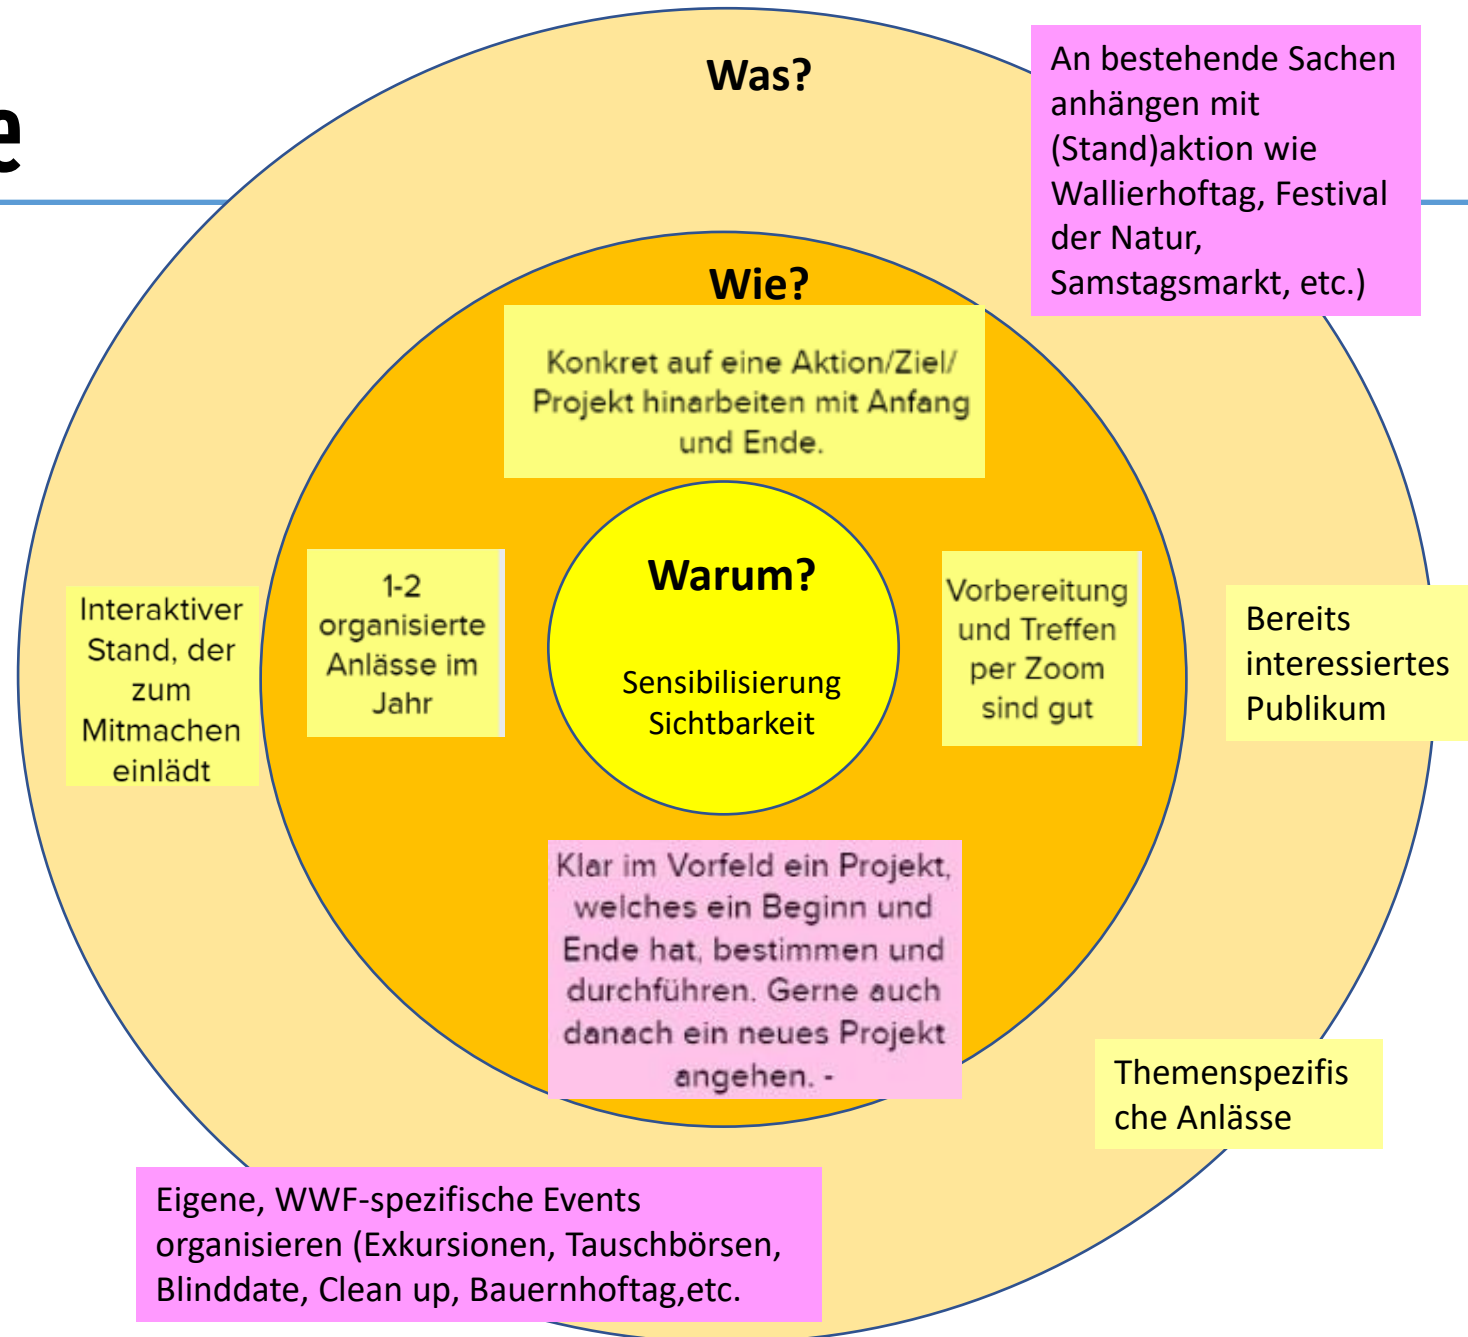 e
Was?
An bestehende Sachen
anhängen mit
(Stand)aktion wie
Wallierhoftag, Festival
der Natur,
Samstagsmarkt, etc.)
Wie?
Konkret auf eine Aktion/Ziel/
Projekt hinarbeiten mit Anfang
und Ende.
Warum?
Sensibilisierung
Sichtbarkeit
1-2
organisierte
Anlässe im
Jahr
Vorbereitung
und Treffen
per Zoom
sind gut
Interaktiver
Stand, der
zum
Mitmachen
einlädt
Bereits
interessiertes
Publikum
Klar im Vorfeld ein Projekt,
welches ein Beginn und
Ende hat, bestimmen und
durchführen. Gerne auch
danach ein neues Projekt
angehen. -
Themenspezifis
che Anlässe
Eigene, WWF-spezifische Events
organisieren (Exkursionen, Tauschbörsen,
Blinddate, Clean up, Bauernhoftag,etc.